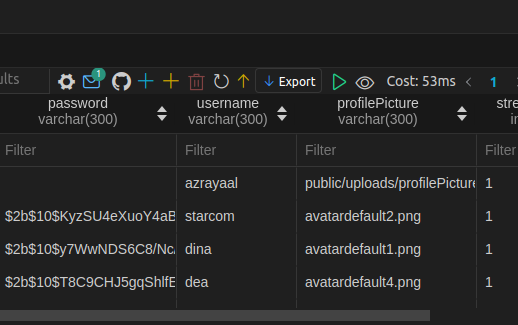 ults 1 Export Cost: 53ms 1
password username profilePicture stre
varchar(300) varchar(300) varchar(300) in
Filter Filter Filter Filter
azrayaal public/uploads/profilePicture 1
$2b$10$KyzSU4eXuoY4aB starcom avatardefault2.png 1
$2b$10$y7WwNDS6C8/Nc/ dina avatardefault1.png 1
$2b$10$T8C9CHJ5gqShlfB dea avatardefault4.png 1